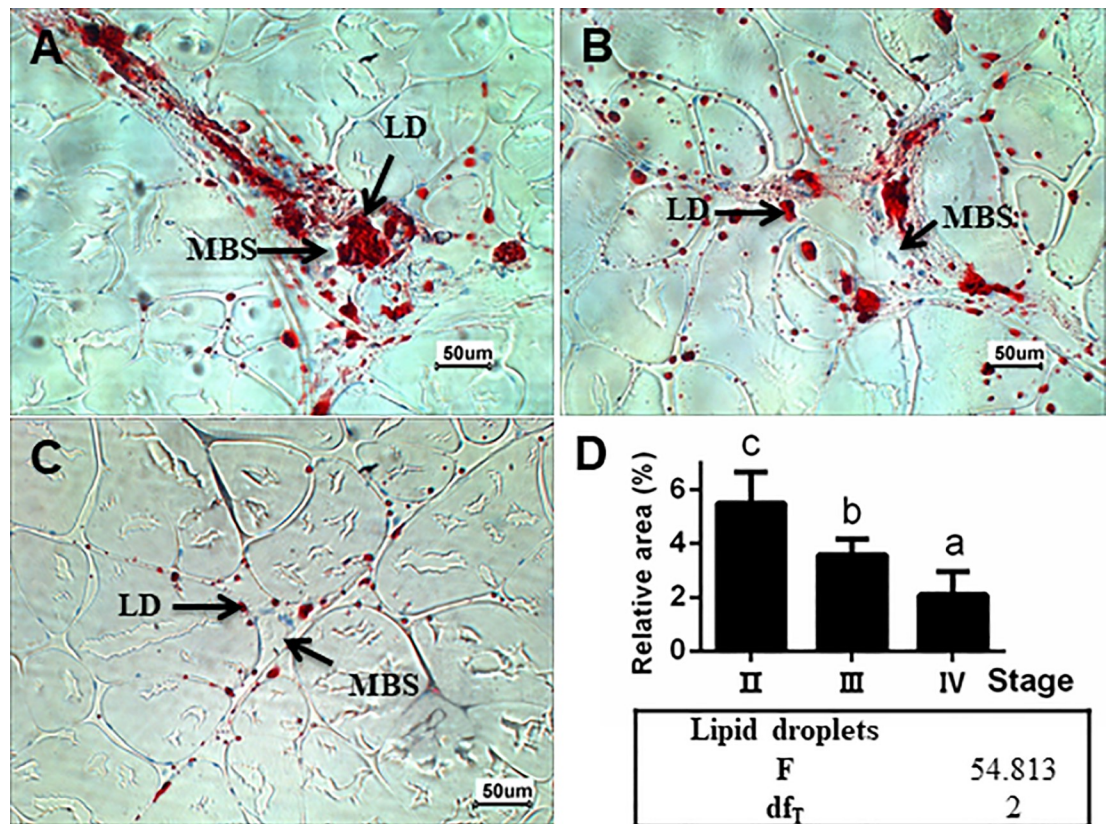 A
LD
MBS
50um
B
LD
MBS
50um
C
LD
MBS
50um
D
Relative area (%)
6
4
2
0
c
b
a
II III IV Stage
Lipid droplets
F 54.813
dfT 2